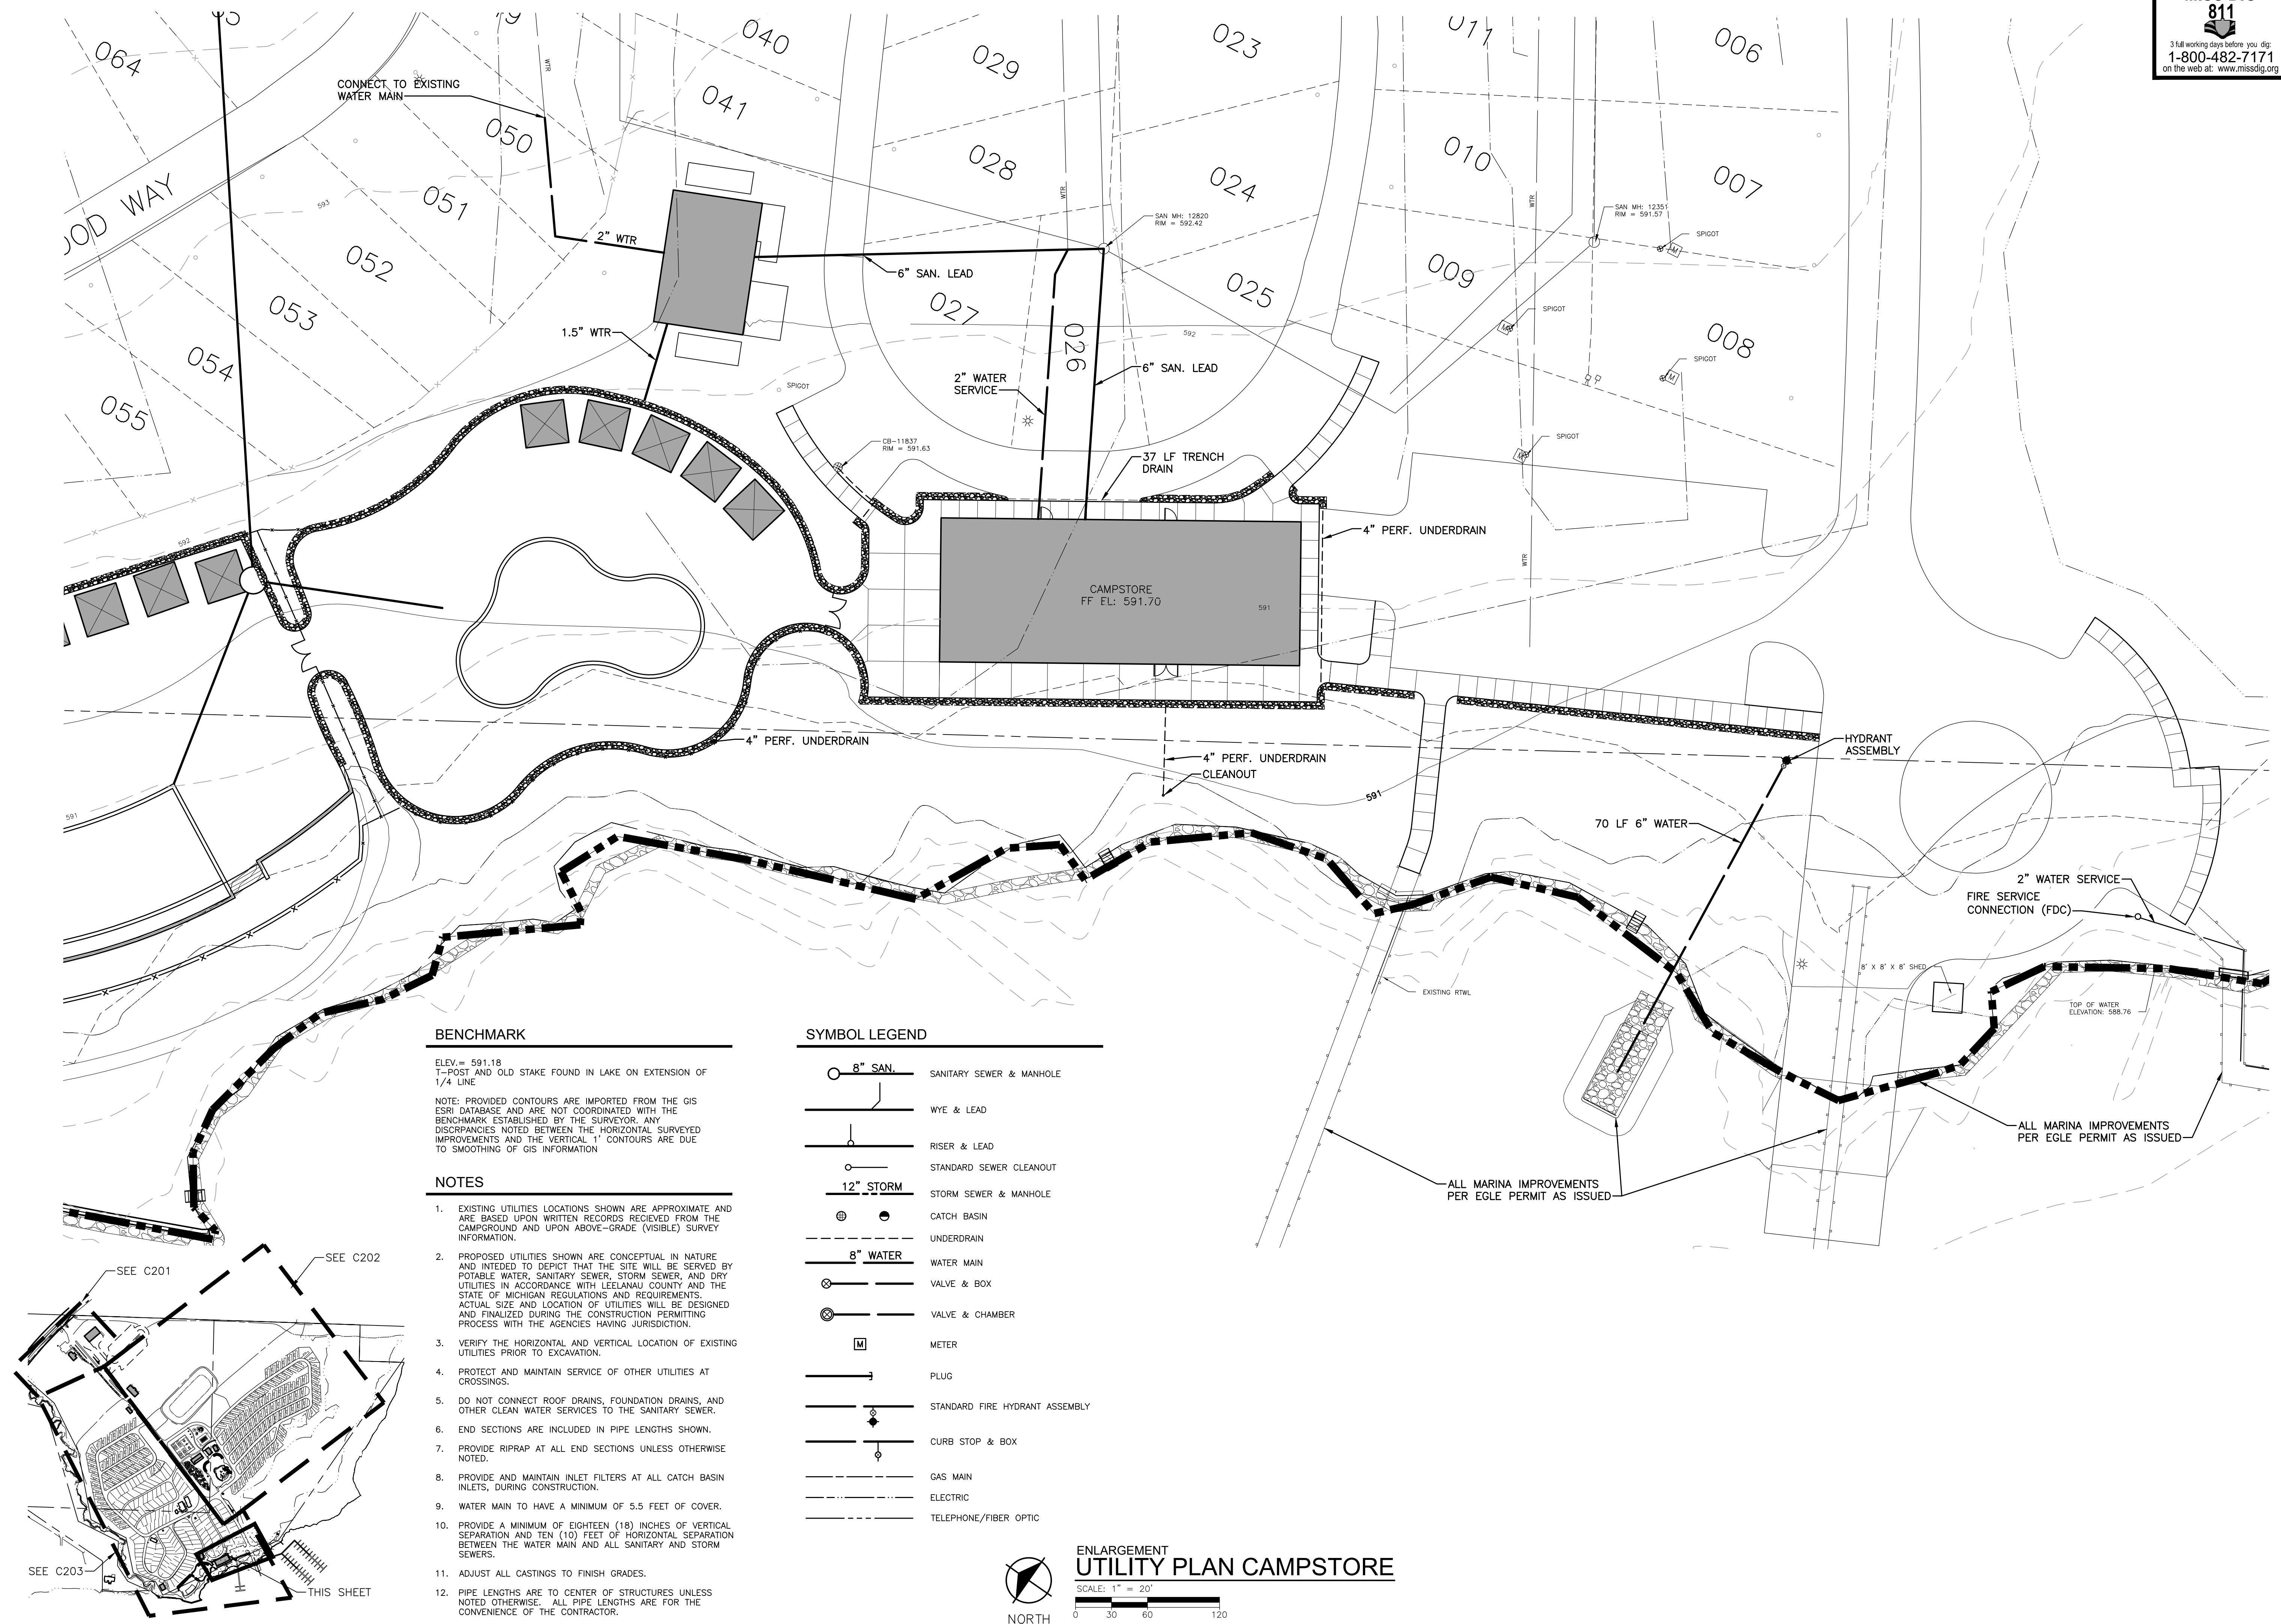 811
3 full working days before you dig:
1-800-482-7171
on the web at: www.missdig.org
064
040
041
029
023
006
CONNECT TO EXISTING
WATER MAIN
WTR
050
028
024
010
007
051
WTR
WTR
593
052
SAN MH: 12820
RIM = 592.42
SAN MH: 12351
RIM = 591.57
SPIGOT
M
2" WTR
6" SAN. LEAD
053
027
025
009
008
SPIGOT
1.5" WTR
026
592
054
2" WATER
SERVICE
6" SAN. LEAD
SPIGOT
M
SPIGOT
055
CB-11837
RIM = 591.63
37 LF TRENCH
DRAIN
SPIGOT
592
4" PERF. UNDERDRAIN
WTR
CAMPSTORE
FF EL: 591.70
591
4" PERF. UNDERDRAIN
4" PERF. UNDERDRAIN
CLEANOUT
HYDRANT
ASSEMBLY
591
591
70 LF 6" WATER
2" WATER SERVICE
FIRE SERVICE
CONNECTION (FDC)
8' X 8' X 8' SHED
EXISTING RTWL
TOP OF WATER
ELEVATION: 588.76
ALL MARINA IMPROVEMENTS
PER EGLE PERMIT AS ISSUED
ALL MARINA IMPROVEMENTS
PER EGLE PERMIT AS ISSUED
BENCHMARK
ELEV.= 591.18
T-POST AND OLD STAKE FOUND IN LAKE ON EXTENSION OF
1/4 LINE
NOTE: PROVIDED CONTOURS ARE IMPORTED FROM THE GIS
ESRI DATABASE AND ARE NOT COORDINATED WITH THE
BENCHMARK ESTABLISHED BY THE SURVEYOR. ANY
DISCRPANCIES NOTED BETWEEN THE HORIZONTAL SURVEYED
IMPROVEMENTS AND THE VERTICAL 1' CONTOURS ARE DUE
TO SMOOTHING OF GIS INFORMATION
NOTES
1. EXISTING UTILITIES LOCATIONS SHOWN ARE APPROXIMATE AND
ARE BASED UPON WRITTEN RECORDS RECIEVED FROM THE
CAMPGROUND AND UPON ABOVE-GRADE (VISIBLE) SURVEY
INFORMATION.
2. PROPOSED UTILITIES SHOWN ARE CONCEPTUAL IN NATURE
AND INTEDED TO DEPICT THAT THE SITE WILL BE SERVED BY
POTABLE WATER, SANITARY SEWER, STORM SEWER, AND DRY
UTILITIES IN ACCORDANCE WITH LEELANAU COUNTY AND THE
STATE OF MICHIGAN REGULATIONS AND REQUIREMENTS.
ACTUAL SIZE AND LOCATION OF UTILITIES WILL BE DESIGNED
AND FINALIZED DURING THE CONSTRUCTION PERMITTING
PROCESS WITH THE AGENCIES HAVING JURISDICTION.
3. VERIFY THE HORIZONTAL AND VERTICAL LOCATION OF EXISTING
UTILITIES PRIOR TO EXCAVATION.
4. PROTECT AND MAINTAIN SERVICE OF OTHER UTILITIES AT
CROSSINGS.
5. DO NOT CONNECT ROOF DRAINS, FOUNDATION DRAINS, AND
OTHER CLEAN WATER SERVICES TO THE SANITARY SEWER.
6. END SECTIONS ARE INCLUDED IN PIPE LENGTHS SHOWN.
7. PROVIDE RIPRAP AT ALL END SECTIONS UNLESS OTHERWISE
NOTED.
8. PROVIDE AND MAINTAIN INLET FILTERS AT ALL CATCH BASIN
INLETS, DURING CONSTRUCTION.
9. WATER MAIN TO HAVE A MINIMUM OF 5.5 FEET OF COVER.
10. PROVIDE A MINIMUM OF EIGHTEEN (18) INCHES OF VERTICAL
SEPARATION AND TEN (10) FEET OF HORIZONTAL SEPARATION
BETWEEN THE WATER MAIN AND ALL SANITARY AND STORM
SEWERS.
11. ADJUST ALL CASTINGS TO FINISH GRADES.
12. PIPE LENGTHS ARE TO CENTER OF STRUCTURES UNLESS
NOTED OTHERWISE. ALL PIPE LENGTHS ARE FOR THE
CONVENIENCE OF THE CONTRACTOR.
SYMBOL LEGEND
8" SAN. SANITARY SEWER & MANHOLE
WYE & LEAD
RISER & LEAD
STANDARD SEWER CLEANOUT
12" STORM STORM SEWER & MANHOLE
CATCH BASIN
UNDERDRAIN
8" WATER WATER MAIN
VALVE & BOX
VALVE & CHAMBER
M METER
PLUG
STANDARD FIRE HYDRANT ASSEMBLY
CURB STOP & BOX
GAS MAIN
ELECTRIC
TELEPHONE/FIBER OPTIC
SEE C202
SEE C201
SEE C203
THIS SHEET
NORTH
ENLARGEMENT
UTILITY PLAN CAMPSTORE
SCALE: 1" = 20'
0 30 60 120